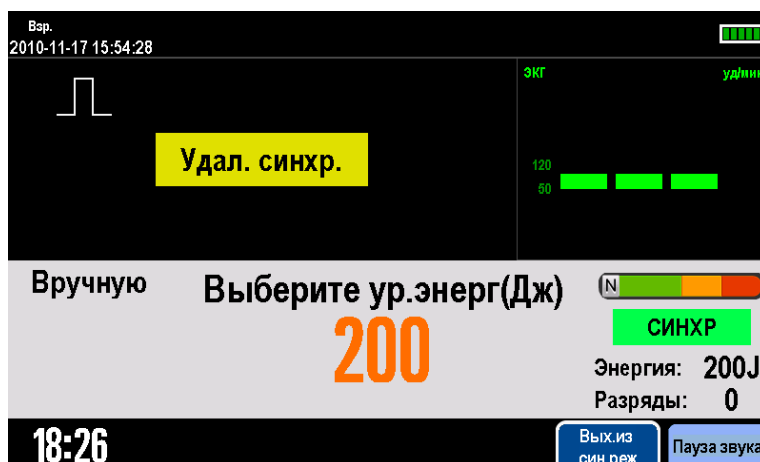 Взр.
2010-11-17 15:54:28
ЭКГ
уд/мин
Удал. синхр.
120
50
Вручную
Выберите ур.энерг(Дж)
N
200
СИНХР
Энергия: 200J
Разряды: 0
18:26
Вых.из
син.реж
Пауза звука